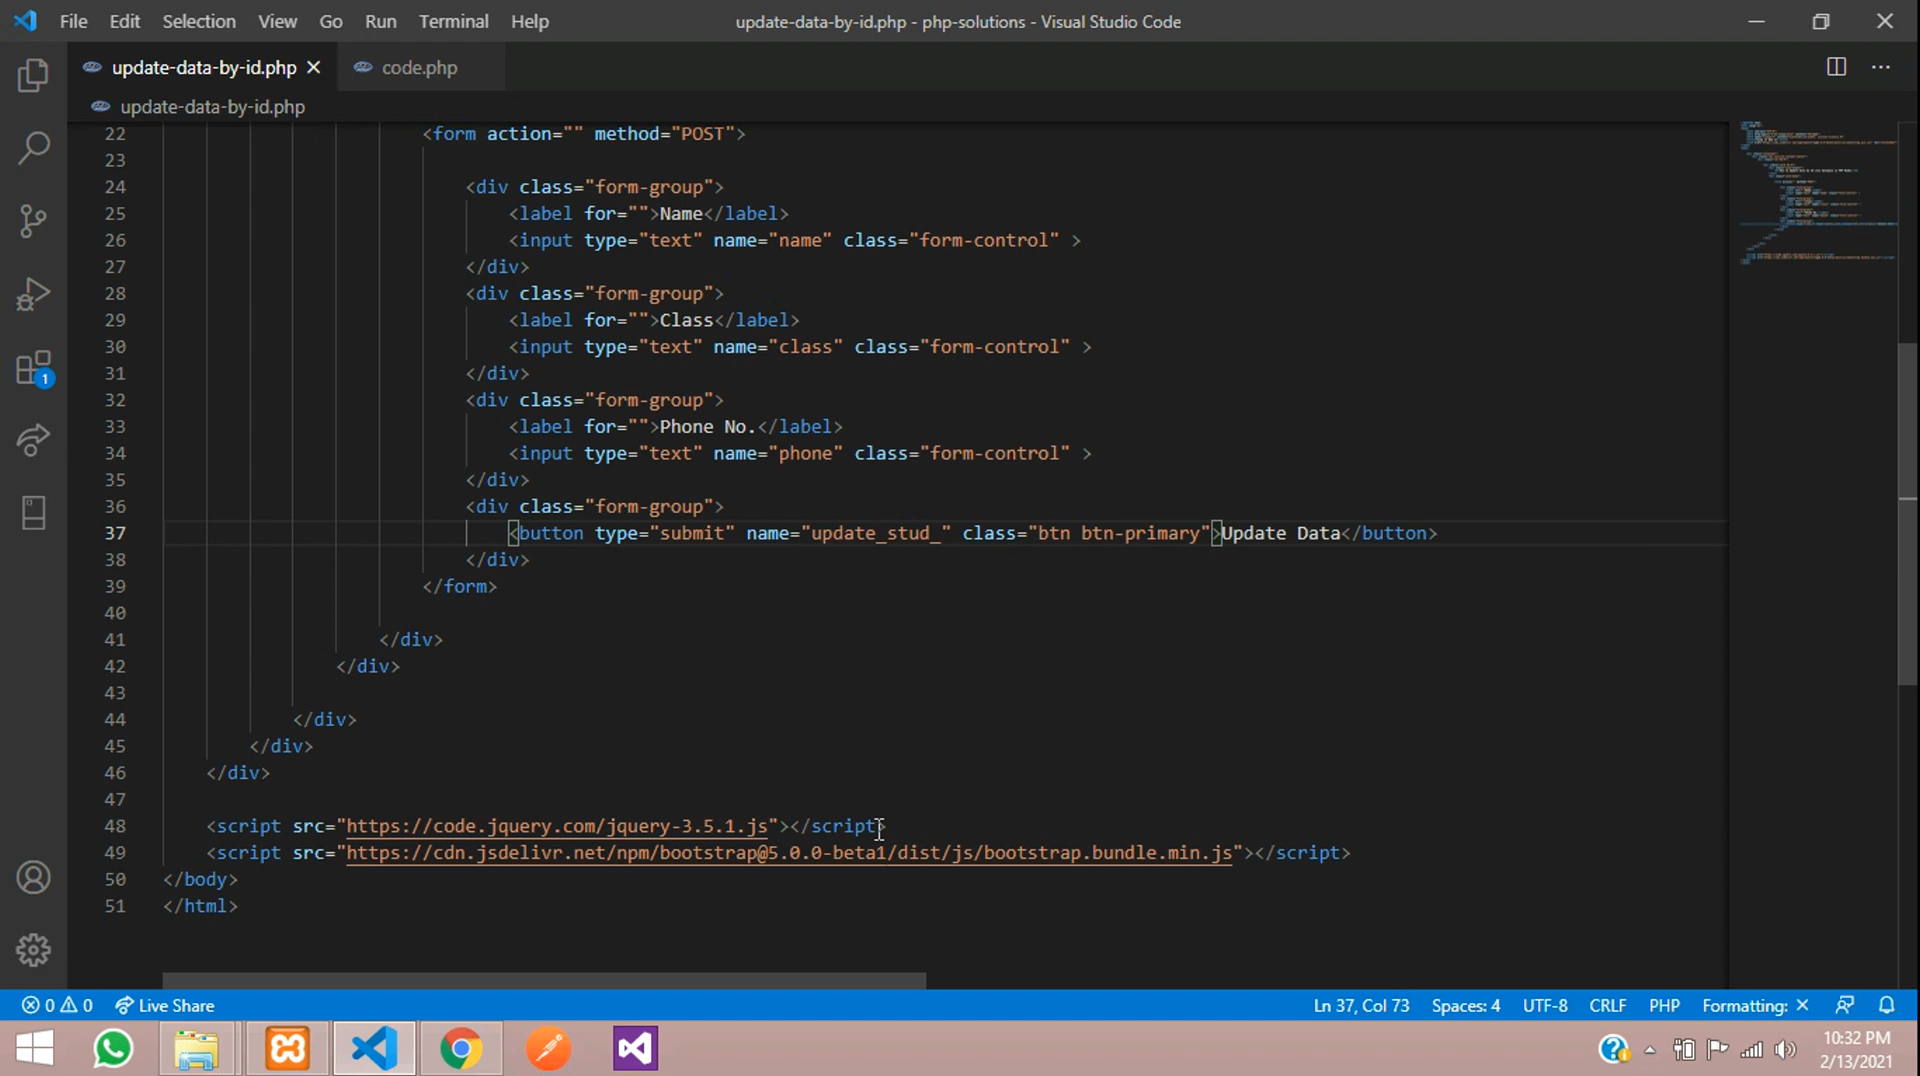 File Edit Selection View Go Run Terminal Help update-data-by-id.php - php-solutions - Visual Studio Code
update-data-by-id.php code.php
update-data-by-id.php
22 <form action="" method="POST">
23
24 <div class="form-group">
25 <label for="">Name</label>
26 <input type="text" name="name" class="form-control" >
27 </div>
28 <div class="form-group">
29 <label for="">Class</label>
30 <input type="text" name="class" class="form-control" >
31 </div>
32 <div class="form-group">
33 <label for="">Phone No.</label>
34 <input type="text" name="phone" class="form-control" >
35 </div>
36 <div class="form-group">
37 <button type="submit" name="update_stud_" class="btn btn-primary">Update Data</button>
38 </div>
39 </form>
40
41 </div>
42 </div>
43
44 </div>
45 </div>
46 </div>
47
48 <script src="https://code.jquery.com/jquery-3.5.1.js"></script>
49 <script src="https://cdn.jsdelivr.net/npm/bootstrap@5.0.0-beta1/dist/js/bootstrap.bundle.min.js"></script>
50 </body>
51 </html>
1
0 0 Live Share Ln 37, Col 73 Spaces: 4 UTF-8 CRLF PHP Formatting: ×
10:32 PM
2/13/2021